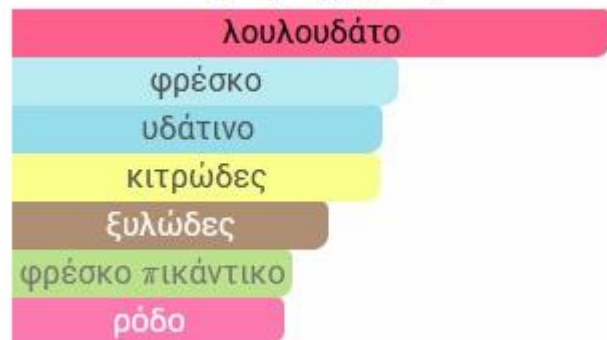 λουλουδάτο
φρέσκο
υδάτινο
κιτρώδες
ξυλώδες
φρέσκο πικάντικο
ρόδο